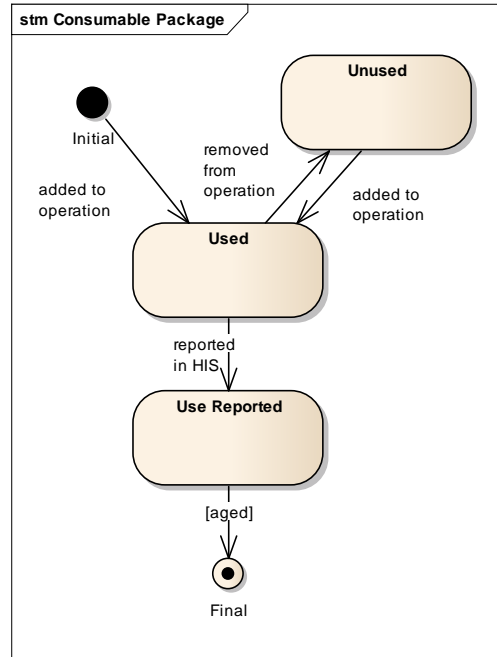 stm Consumable Package
Unused
Initial
removed
from
operation
added to
operation
added to
operation
Used
reported
in HIS
Use Reported
[aged]
Final